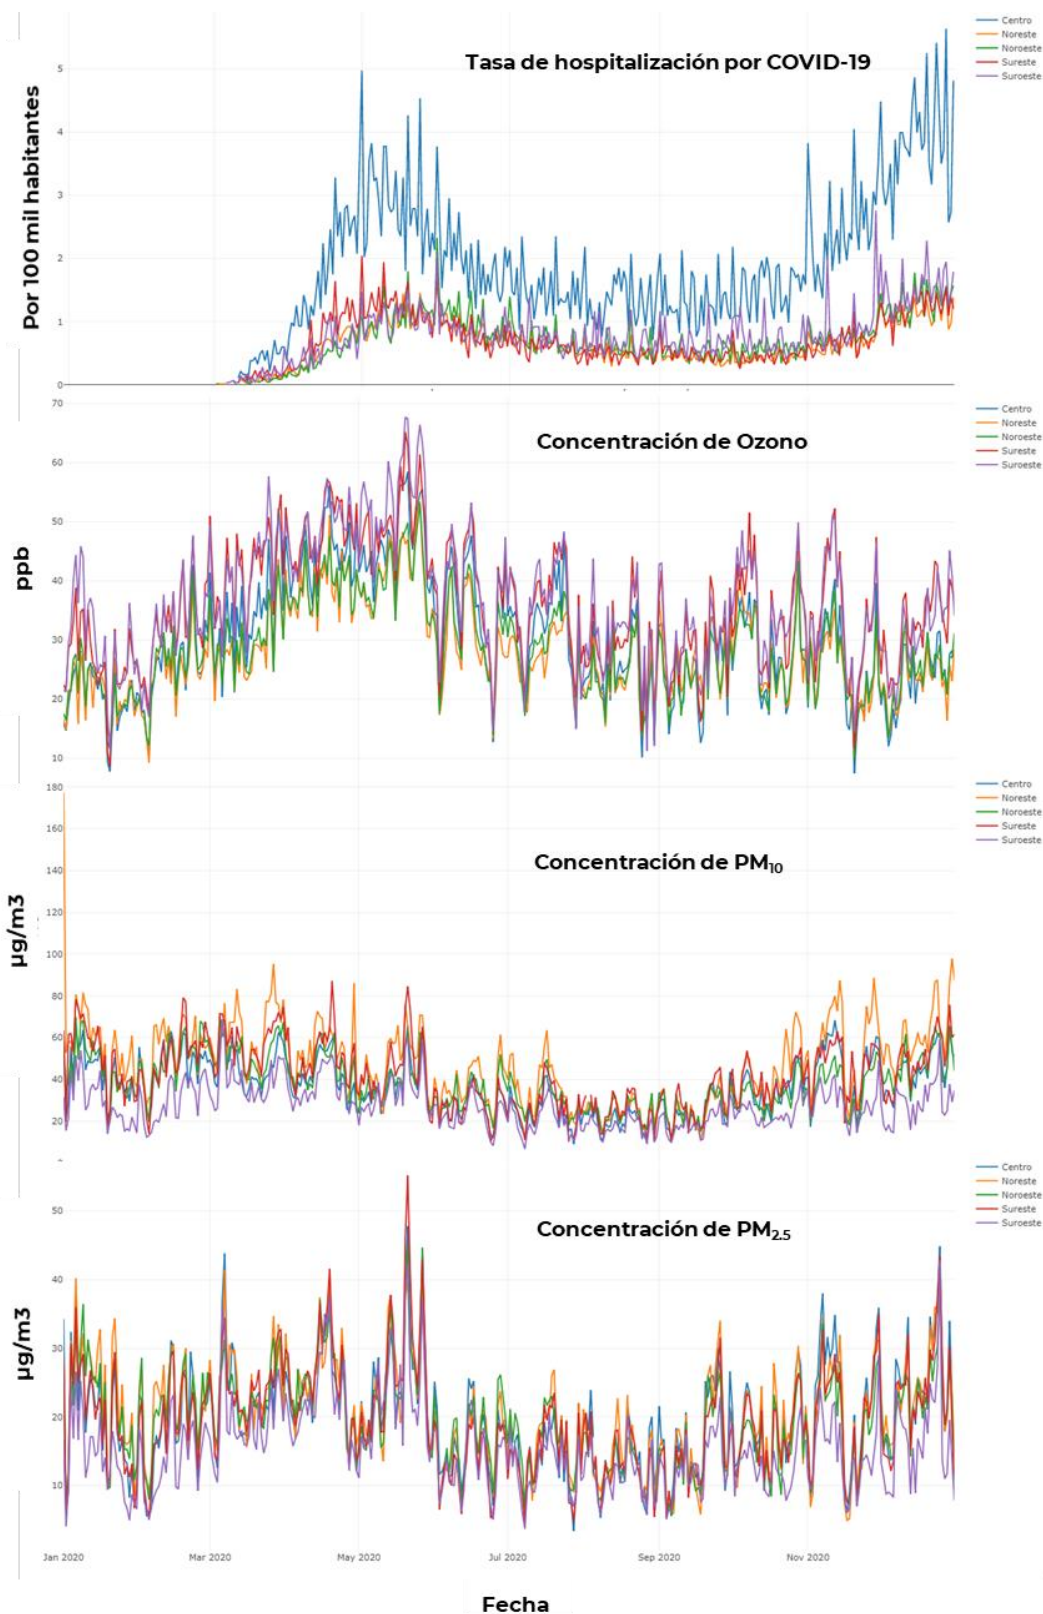 Tasa de hospitalización por COVID-19
Centro
Noreste
Noroeste
Sureste
Suroeste
Por 100 mil habitantes
5
4
3
2
1
0
Concentración de Ozono
Centro
Noreste
Noroeste
Sureste
Suroeste
ppb
70
60
50
40
30
20
10
Concentración de PM10
Centro
Noreste
Noroeste
Sureste
Suroeste
µg/m3
180
160
140
120
100
80
60
40
20
Concentración de PM2.5
Centro
Noreste
Noroeste
Sureste
Suroeste
µg/m3
50
40
30
20
10
Jan 2020 Mar 2020 May 2020 Jul 2020 Sep 2020 Nov 2020
Fecha